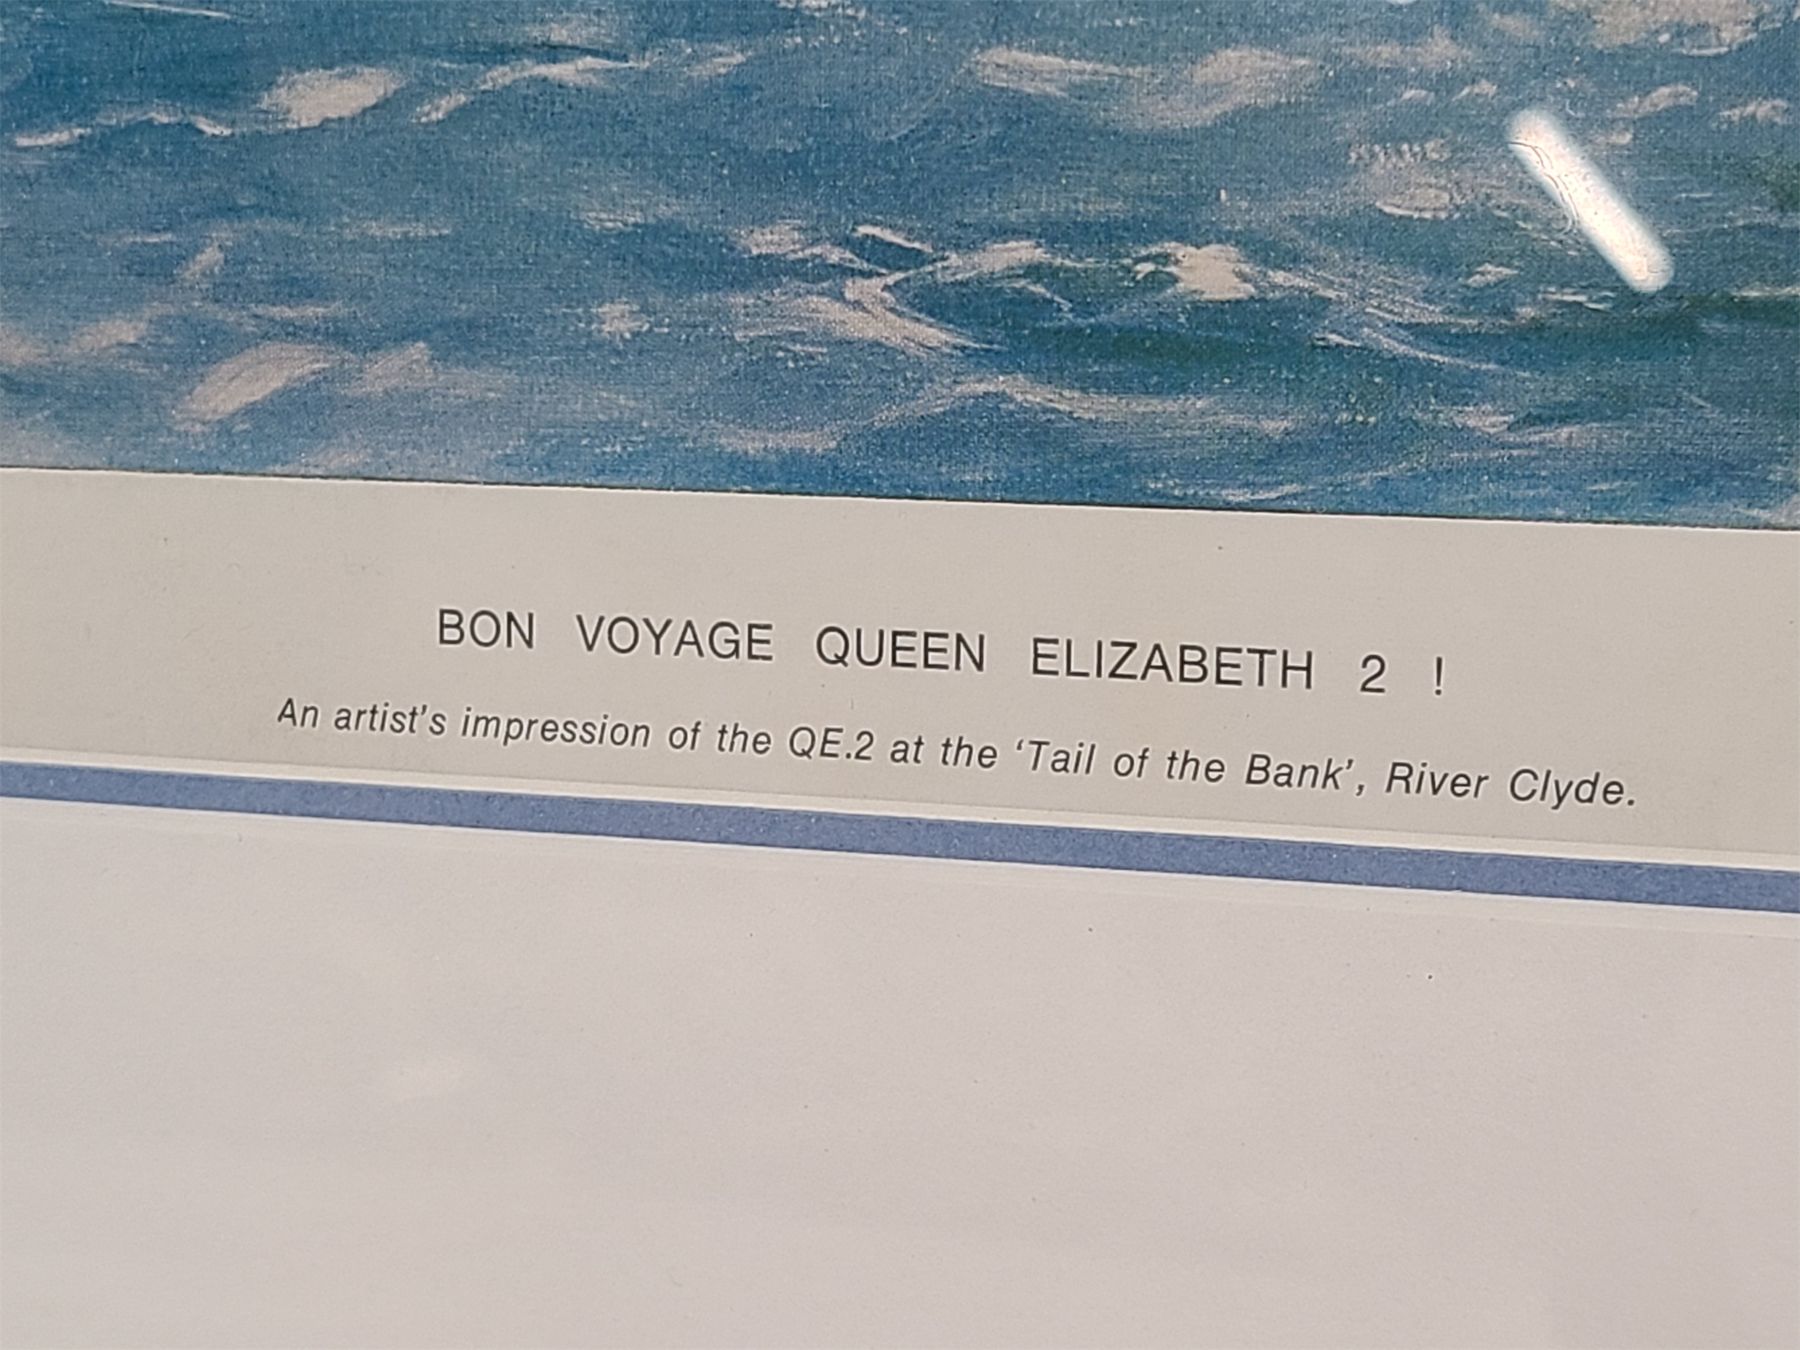 BON VOYAGE QUEEN ELIZABETH 2 !
An artist's impression of the QE.2 at the 'Tail of the Bank', River Clyde.